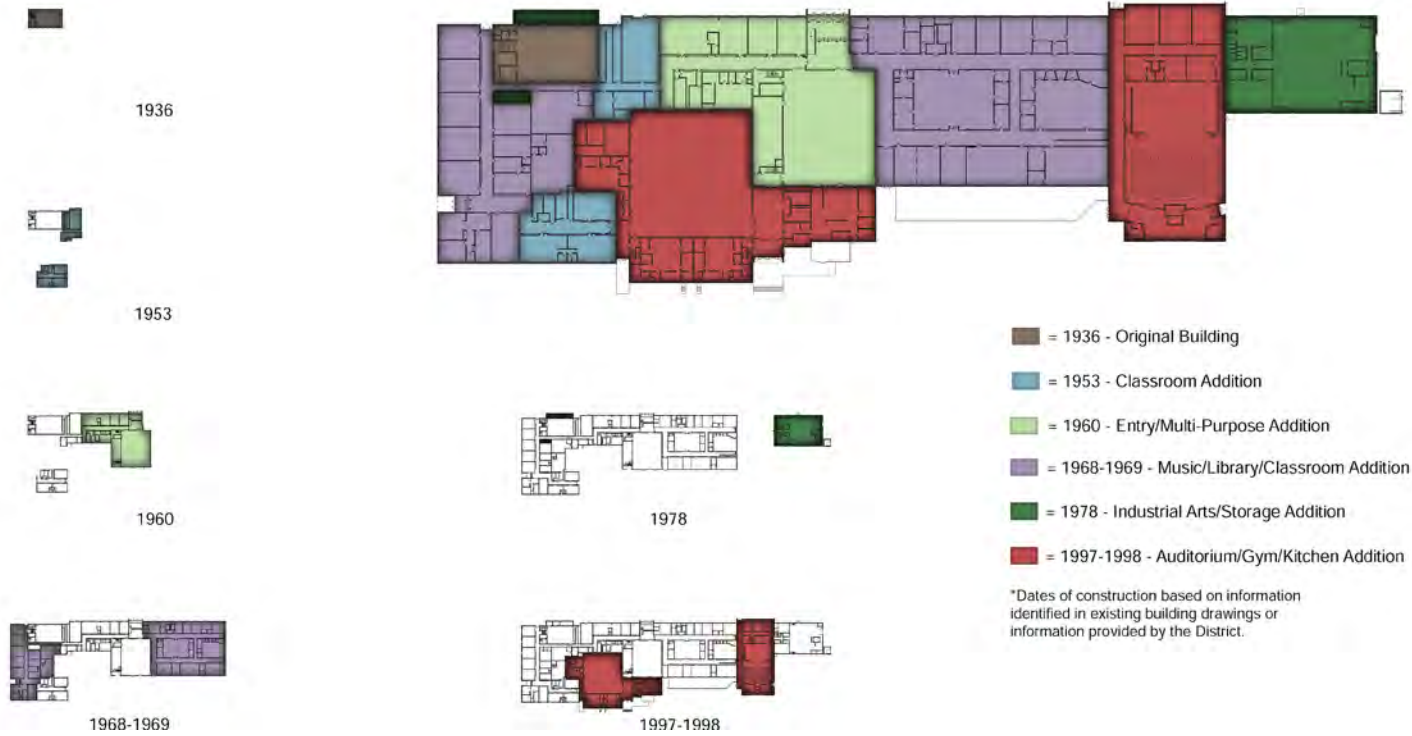 1936
1953
1960
1968-1969
1978
1997-1998
= 1936 - Original Building
= 1953 - Classroom Addition
= 1960 - Entry/Multi-Purpose Addition
= 1968-1969 - Music/Library/Classroom Addition
= 1978 - Industrial Arts/Storage Addition
= 1997-1998 - Auditorium/Gym/Kitchen Addition
*Dates of construction based on information
identified in existing building drawings or
information provided by the District.